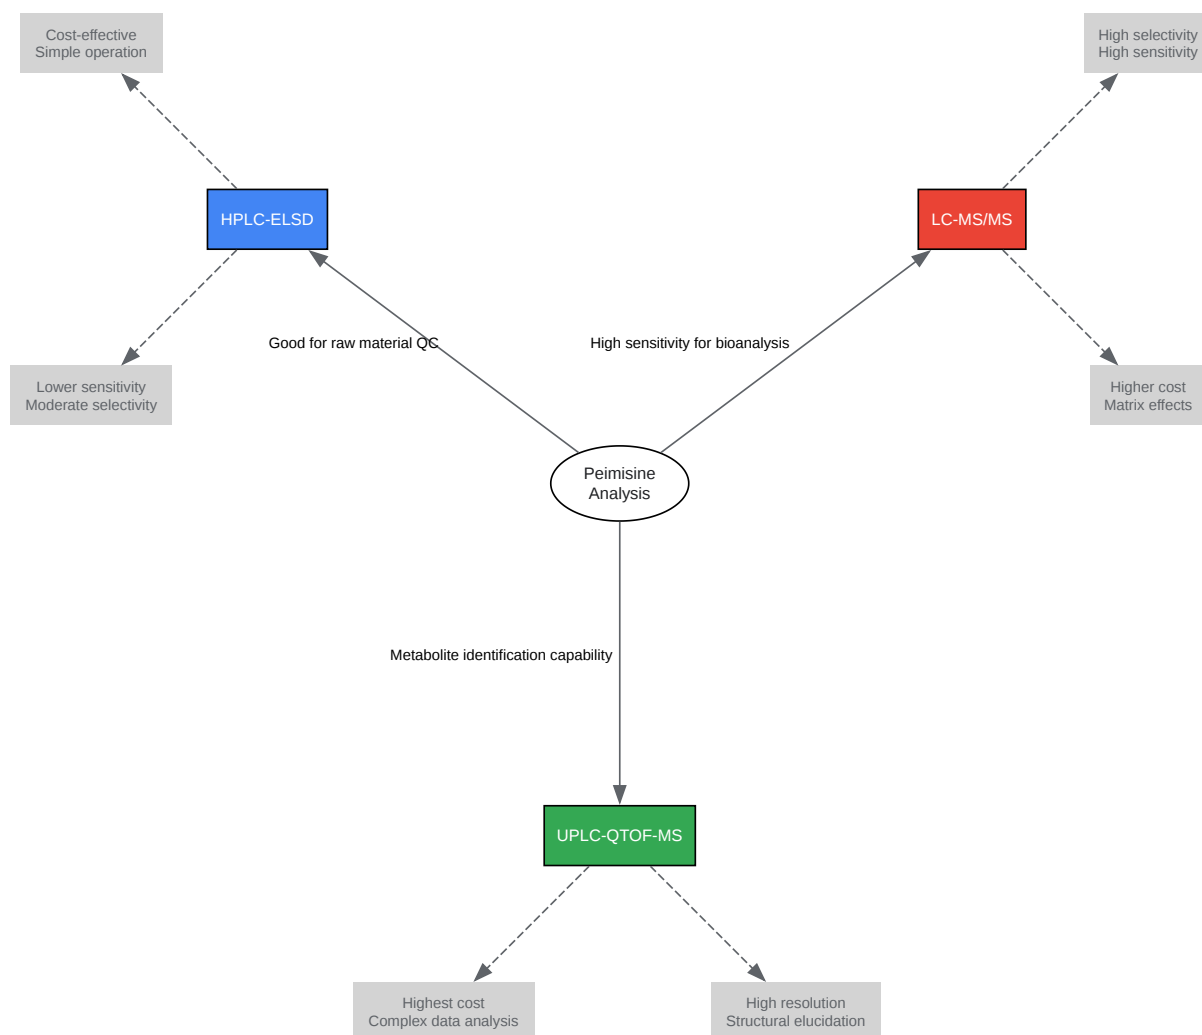 Cost-effective
Simple operation
High selectivity
High sensitivity
HPLC-ELSD
LC-MS/MS
Good for raw material QC
High sensitivity for bioanalysis
Lower sensitivity
Moderate selectivity
Higher cost
Matrix effects
Peimisine
Analysis
Metabolite identification capability
UPLC-QTOF-MS
Highest cost
Complex data analysis
High resolution
Structural elucidation